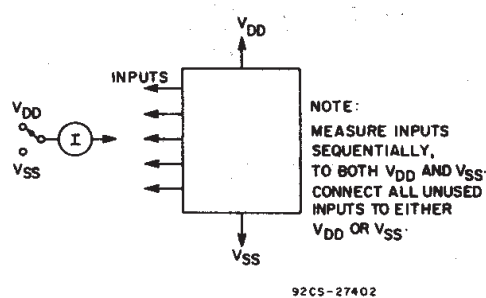 VDD
INPUTS
VDD
I
VSS
NOTE:
MEASURE INPUTS
SEQUENTIALLY,
TO BOTH VDD AND VSS.
CONNECT ALL UNUSED
INPUTS TO EITHER
VDD OR VSS.
VSS
92CS-27402